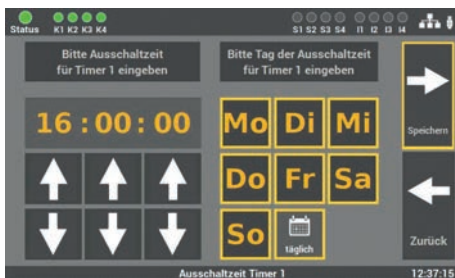 Status K1 K2 K3 K4 S1 S2 S3 S4 I1 I2 I3 I4
Bitte Ausschaltzeit
für Timer 1 eingeben
Bitte Tag der Ausschaltzeit
für Timer 1 eingeben
16 : 00 : 00
Mo Di Mi
Speichern
Do Fr Sa
So
täglich
Zurück
Ausschaltzeit Timer 1
12:37:15